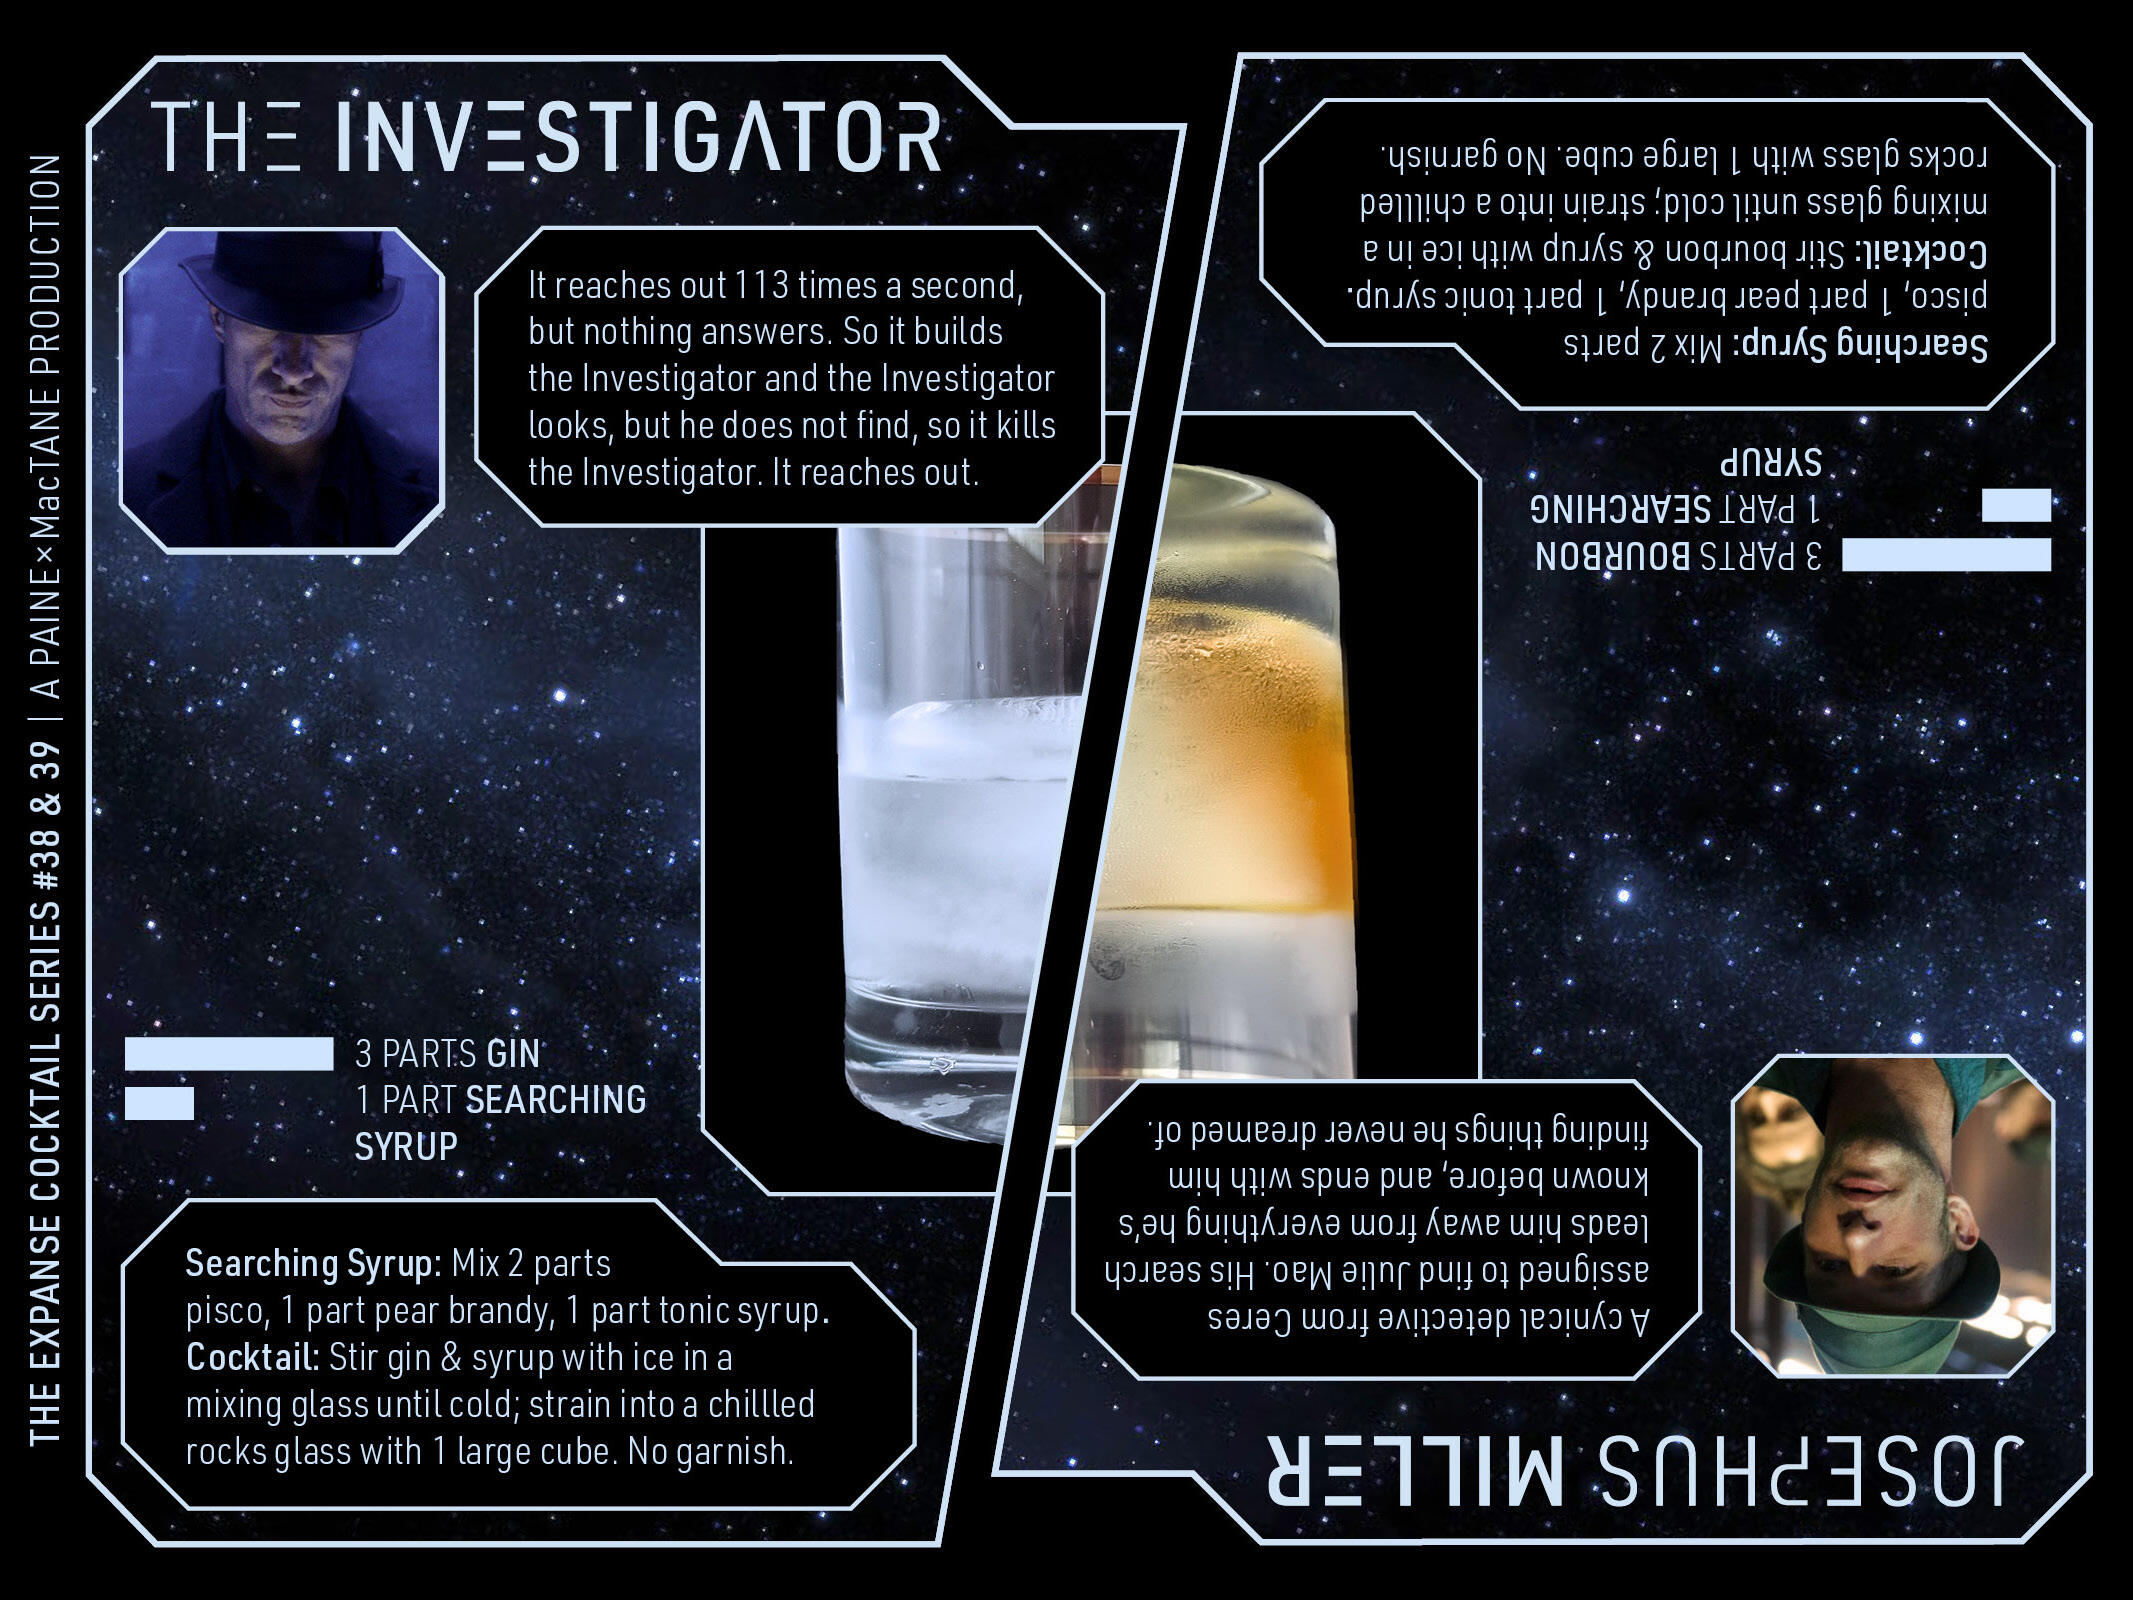 THE INVESTIGATOR
It reaches out 113 times a second,
but nothing answers. So it builds
the Investigator and the Investigator
looks, but he does not find, so it kills
the Investigator. It reaches out.
3 PARTS GIN
1 PART SEARCHING
SYRUP
Searching Syrup: Mix 2 parts
pisco, 1 part pear brandy, 1 part tonic syrup.
Cocktail: Stir gin & syrup with ice in a
mixing glass until cold; strain into a chillled
rocks glass with 1 large cube. No garnish.
JOSEPHUS MILLER
A cynical detective from Ceres
assigned to find Julie Mao. His search
leads him away from everything he's
known before, and ends with him
finding things he never dreamed of.
3 PARTS BOURBON
1 PART SEARCHING
SYRUP
Searching Syrup: Mix 2 parts
pisco, 1 part pear brandy, 1 part tonic syrup.
Cocktail: Stir bourbon & syrup with ice in a
mixing glass until cold; strain into a chillled
rocks glass with 1 large cube. No garnish.
THE EXPANSE COCKTAIL SERIES #38 & 39 | A PAINE×MacTANE PRODUCTION